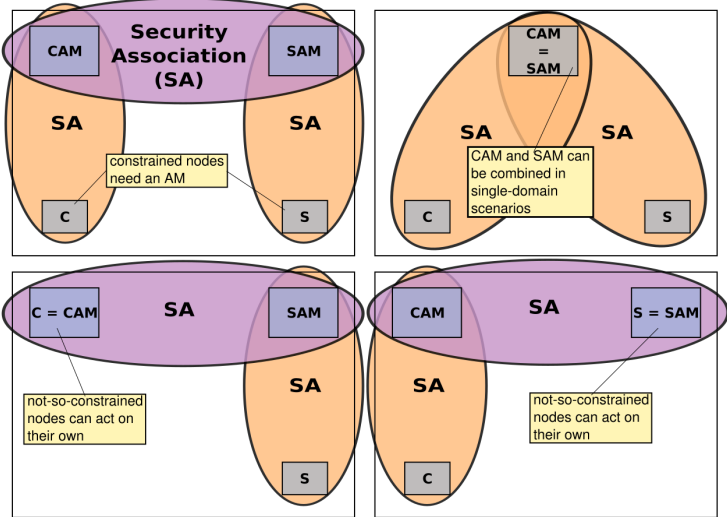 CAM
Security
Association
(SA)
SAM
SA
SA
constrained nodes
need an AM
C
S
CAM
=
SAM
SA
SA
CAM and SAM can
be combined in
single-domain
scenarios
C
S
C = CAM
SA
SAM
SA
not-so-constrained
nodes can act on
their own
S
CAM
SA
S = SAM
SA
not-so-constrained
nodes can act on
their own
C